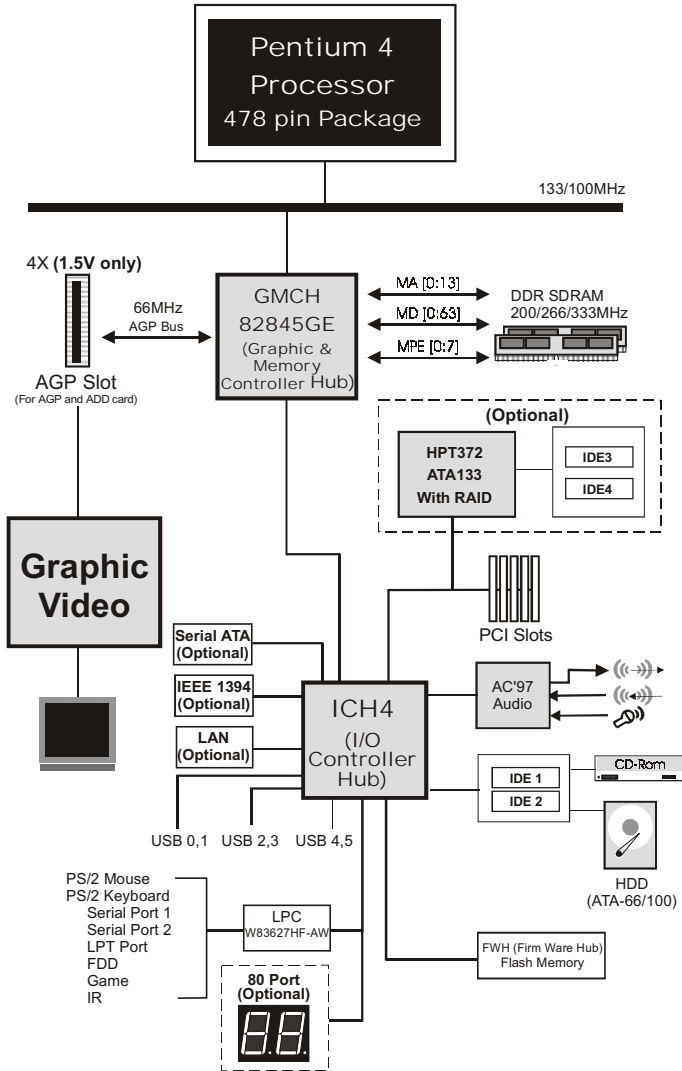 Pentium 4
Processor
478 pin Package
133/100MHz
4X (1.5V only)
66MHz
AGP Bus
AGP Slot
(For AGP and ADD card)
GMCH
82845GE
(Graphic &
Memory
Controller Hub)
MA [0:13]
MD [0:63]
MPE [0:7]
DDR SDRAM
200/266/333MHz
(Optional)
HPT372
ATA133
With RAID
IDE3
IDE4
Graphic
Video
PCI Slots
Serial ATA
(Optional)
IEEE 1394
(Optional)
LAN
(Optional)
ICH4
(I/O
Controller
Hub)
AC'97
Audio
IDE 1
IDE 2
CD-Rom
HDD
(ATA-66/100)
USB 0,1
USB 2,3
USB 4,5
PS/2 Mouse
PS/2 Keyboard
Serial Port 1
Serial Port 2
LPT Port
FDD
Game
IR
LPC
W83627HF-AW
FWH (Firm Ware Hub)
Flash Memory
80 Port
(Optional)
8.8.